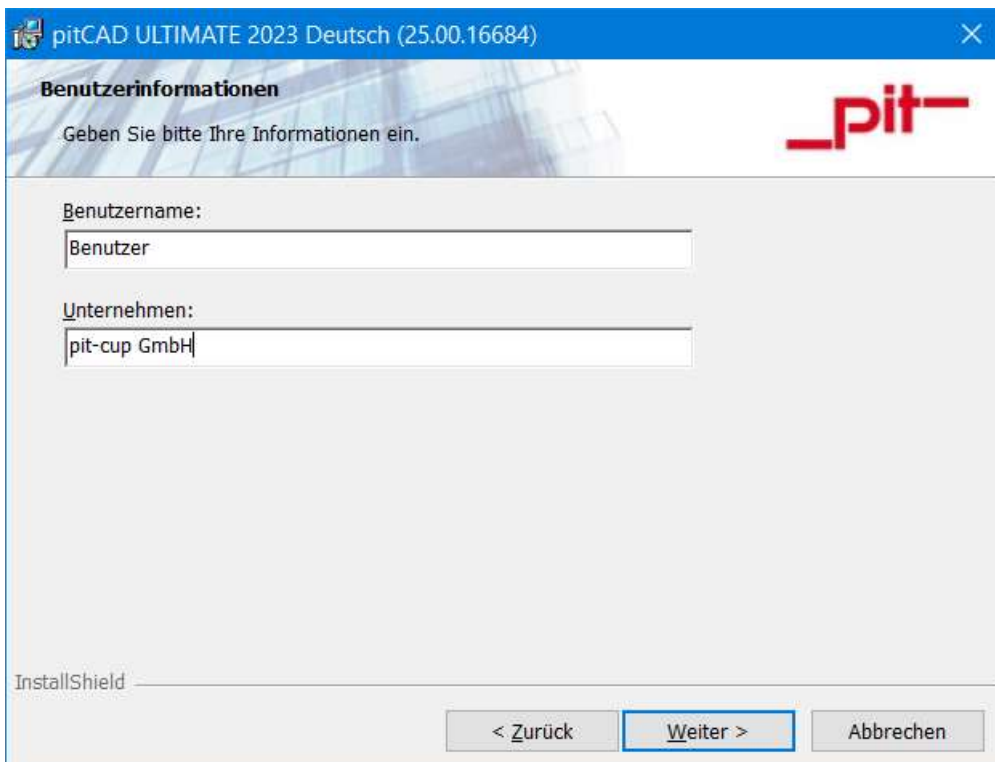 pitCAD ULTIMATE 2023 Deutsch (25.00.16684)
Benutzerinformationen
Geben Sie bitte Ihre Informationen ein.
_pit—
Benutzername:
Benutzer
Unternehmen:
pit-cup GmbH
InstallShield
< Zurück
Weiter >
Abbrechen